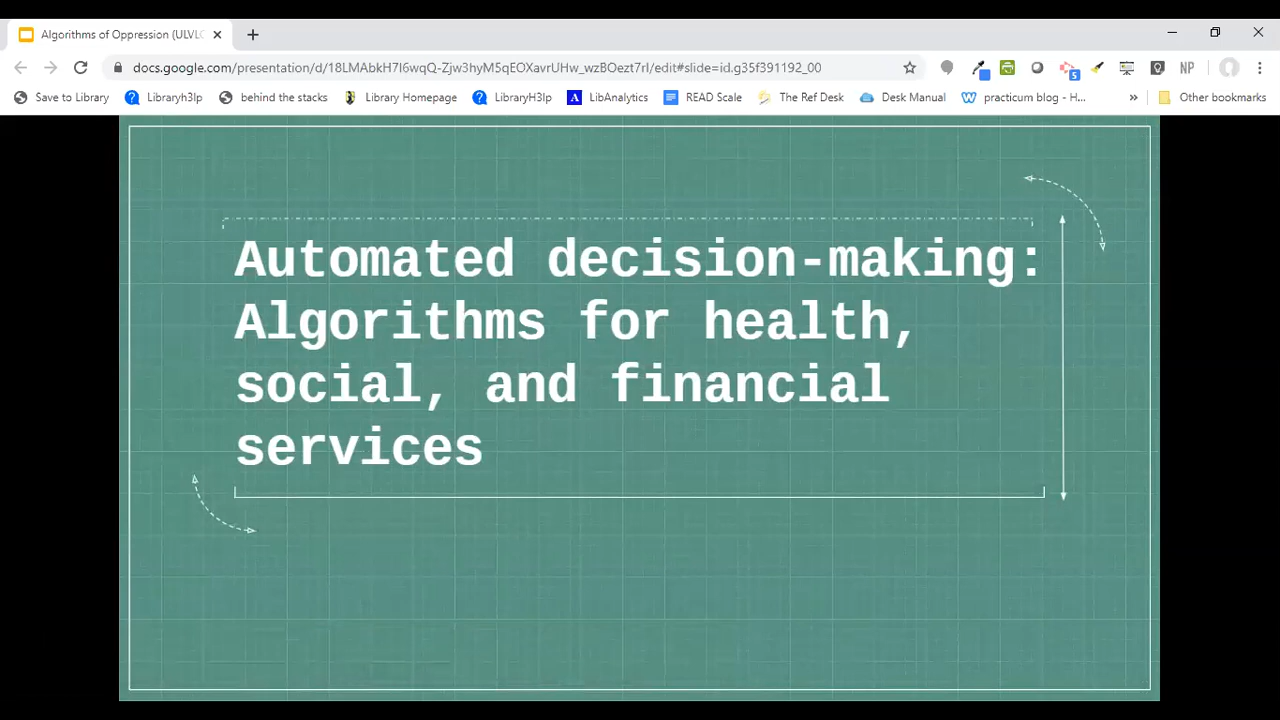 Algorithms of Oppression (ULVLC
docs.google.com/presentation/d/18LMAbkH7I6wqQ-Zjw3hyM5qEOXavrUHw_wzBOezt7rI/edit#slide=id.g35f391192_00
5
NP
Save to Library
Libraryh3lp
behind the stacks
Library Homepage
LibraryH3lp
A LibAnalytics
READ Scale
The Ref Desk
Desk Manual
practicum blog - H...
»
Other bookmarks
Automated decision-making:
Algorithms for health,
social, and financial
services